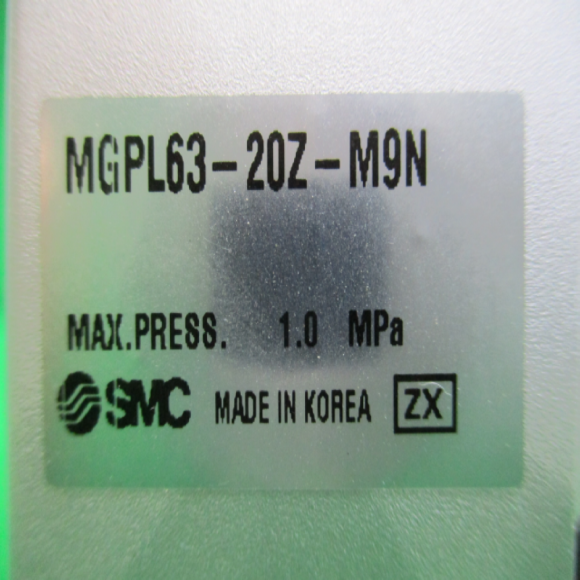 MGPL63-20Z-M9N
MAX.PRESS. 1.0 MPa
SMC MADE IN KOREA ZX